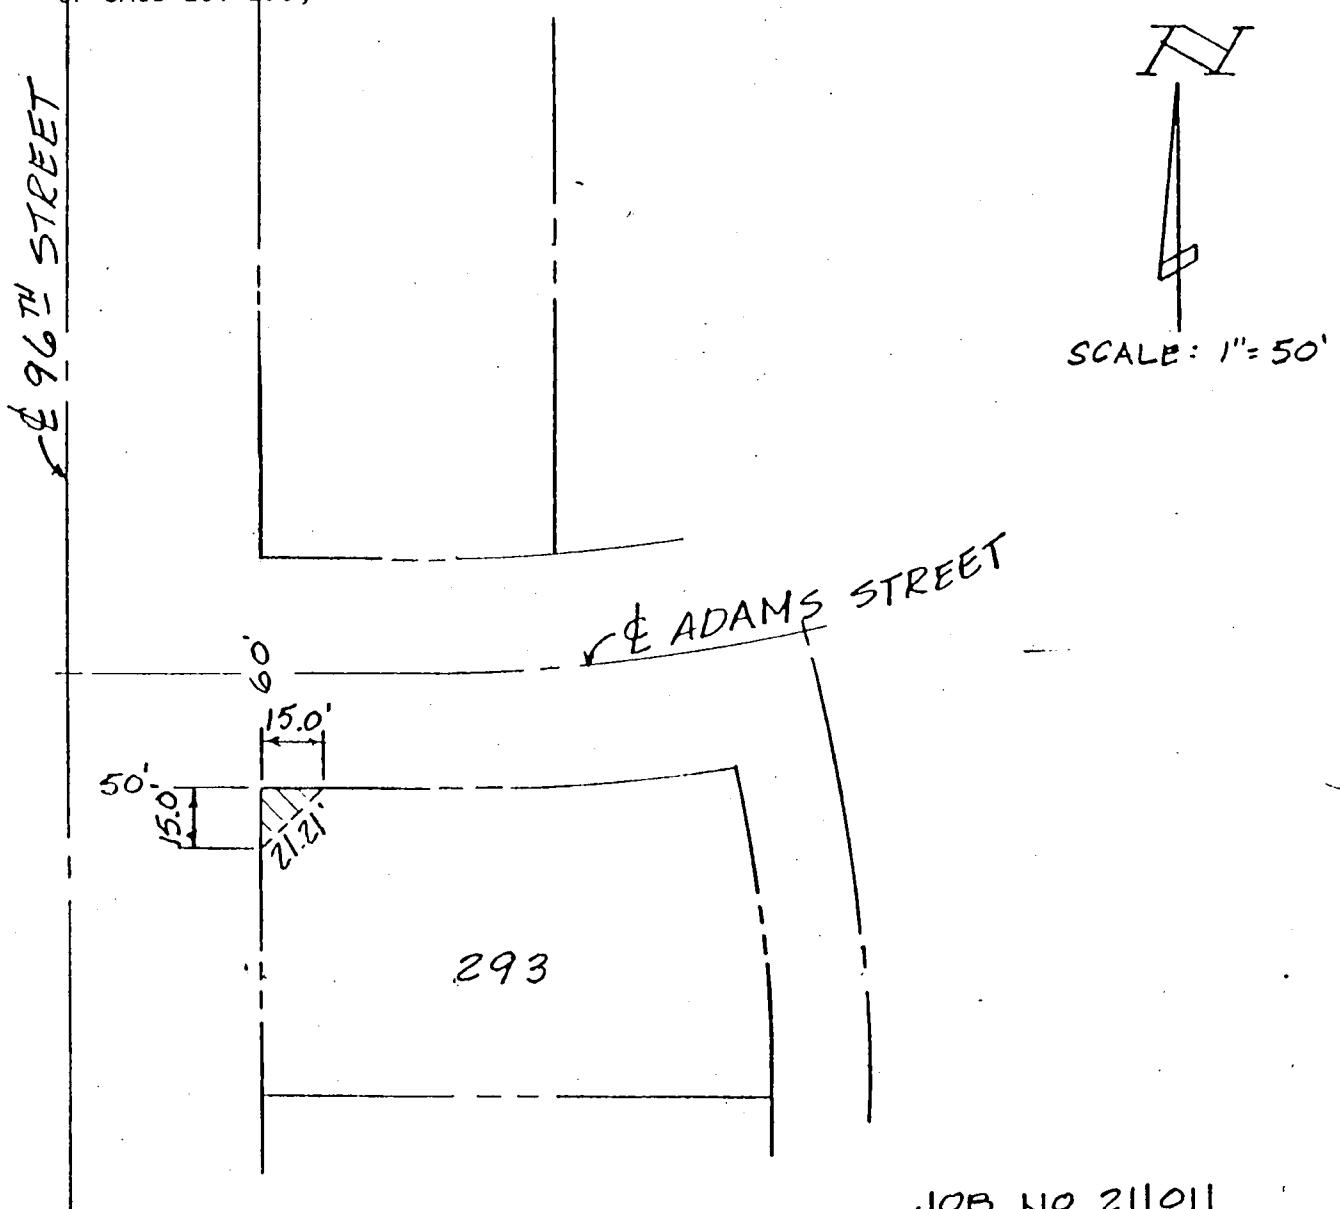 N
℄ 96TH STREET
SCALE: 1"=50'
℄ ADAMS STREET
60'
15.0'
50'
15.0'
21.21'
293
JOB NO 211011